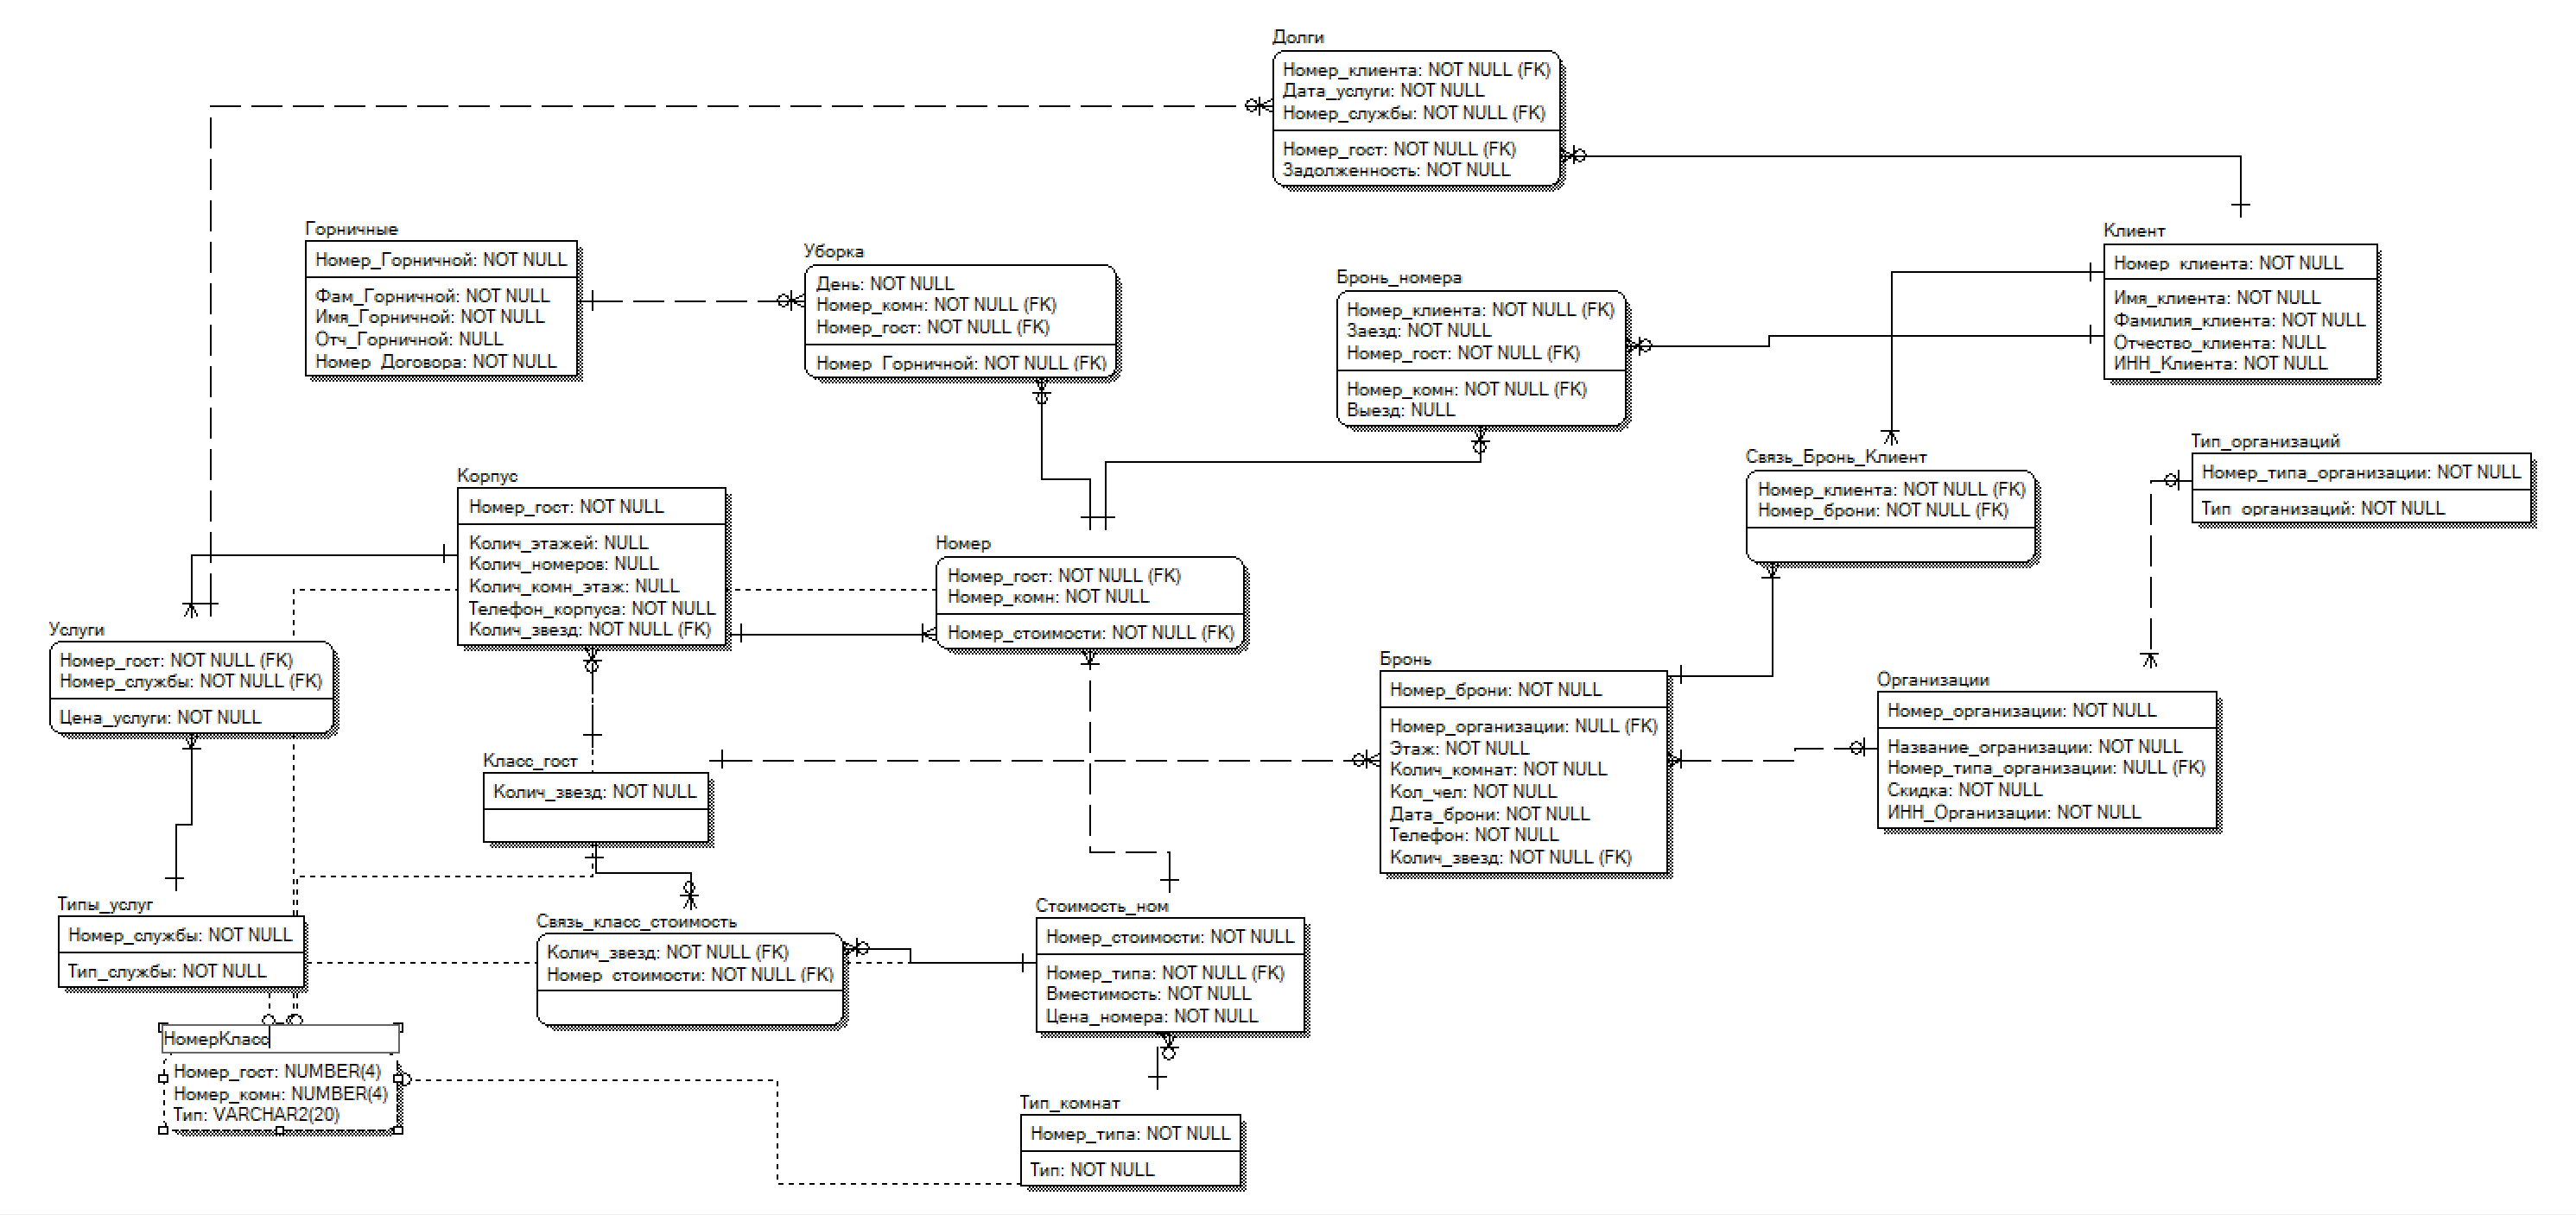 Долги
Номер_клиента: NOT NULL (FK)
Дата_услуги: NOT NULL
Номер_службы: NOT NULL (FK)
Номер_гост: NOT NULL (FK)
Задолженность: NOT NULL
Горничные
Номер_Горничной: NOT NULL
Фам_Горничной: NOT NULL
Имя_Горничной: NOT NULL
Отч_Горничной: NULL
Номер_Договора: NOT NULL
Уборка
День: NOT NULL
Номер_комн: NOT NULL (FK)
Номер_гост: NOT NULL (FK)
Номер_Горничной: NOT NULL (FK)
Бронь_номера
Номер_клиента: NOT NULL (FK)
Заезд: NOT NULL
Номер_гост: NOT NULL (FK)
Номер_комн: NOT NULL (FK)
Выезд: NULL
Клиент
Номер_клиента: NOT NULL
Имя_клиента: NOT NULL
Фамилия_клиента: NOT NULL
Отчество_клиента: NULL
ИНН_Клиента: NOT NULL
Тип_организаций
Номер_типа_организации: NOT NULL
Тип_организаций: NOT NULL
Связь_Бронь_Клиент
Номер_клиента: NOT NULL (FK)
Номер_брони: NOT NULL (FK)
Корпус
Номер_гост: NOT NULL
Колич_этажей: NULL
Колич_номеров: NULL
Колич_комн_этаж: NULL
Телефон_корпуса: NOT NULL
Колич_звезд: NOT NULL (FK)
Номер
Номер_гост: NOT NULL (FK)
Номер_комн: NOT NULL
Номер_стоимости: NOT NULL (FK)
Услуги
Номер_гост: NOT NULL (FK)
Номер_службы: NOT NULL (FK)
Цена_услуги: NOT NULL
Бронь
Номер_брони: NOT NULL
Номер_организации: NULL (FK)
Этаж: NOT NULL
Колич_комнат: NOT NULL
Кол_чел: NOT NULL
Дата_брони: NOT NULL
Телефон: NOT NULL
Колич_звезд: NOT NULL (FK)
Организации
Номер_организации: NOT NULL
Название_огранизации: NOT NULL
Номер_типа_организации: NULL (FK)
Скидка: NOT NULL
ИНН_Организации: NOT NULL
Класс_гост
Колич_звезд: NOT NULL
Типы_услуг
Номер_службы: NOT NULL
Тип_службы: NOT NULL
Связь_класс_стоимость
Колич_звезд: NOT NULL (FK)
Номер_стоимости: NOT NULL (FK)
Стоимость_ном
Номер_стоимости: NOT NULL
Номер_типа: NOT NULL (FK)
Вместимость: NOT NULL
Цена_номера: NOT NULL
НомерКласс
Номер_гост: NUMBER(4)
Номер_комн: NUMBER(4)
Тип: VARCHAR2(20)
Тип_комнат
Номер_типа: NOT NULL
Тип: NOT NULL